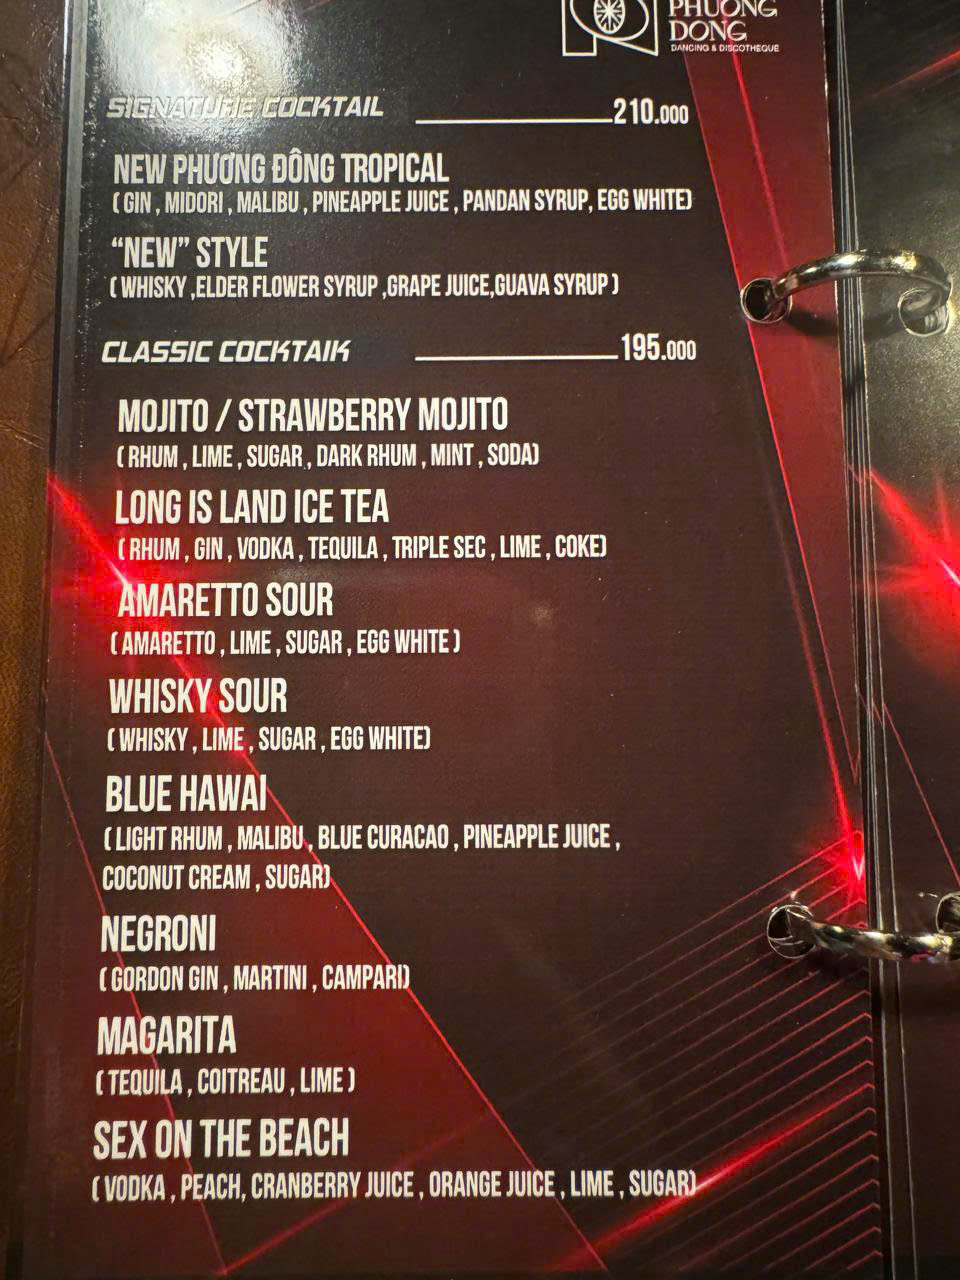 PHUONG
DONG
DANCING & DISCOTHEQUE
SIGNATURE COCKTAIL 210.000
NEW PHƯƠNG ĐÔNG TROPICAL
( GIN , MIDORI , MALIBU , PINEAPPLE JUICE , PANDAN SYRUP, EGG WHITE)
“NEW” STYLE
( WHISKY ,ELDER FLOWER SYRUP ,GRAPE JUICE,GUAVA SYRUP )
CLASSIC COCKTAIK 195.000
MOJITO / STRAWBERRY MOJITO
( RHUM , LIME , SUGAR , DARK RHUM , MINT , SODA)
LONG IS LAND ICE TEA
( RHUM , GIN , VODKA , TEQUILA , TRIPLE SEC , LIME , COKE)
AMARETTO SOUR
( AMARETTO , LIME , SUGAR , EGG WHITE )
WHISKY SOUR
( WHISKY , LIME , SUGAR , EGG WHITE)
BLUE HAWAI
( LIGHT RHUM , MALIBU , BLUE CURACAO , PINEAPPLE JUICE ,
COCONUT CREAM , SUGAR)
NEGRONI
( GORDON GIN , MARTINI , CAMPARI)
MAGARITA
( TEQUILA , COITREAU , LIME )
SEX ON THE BEACH
( VODKA , PEACH, CRANBERRY JUICE , ORANGE JUICE , LIME , SUGAR)